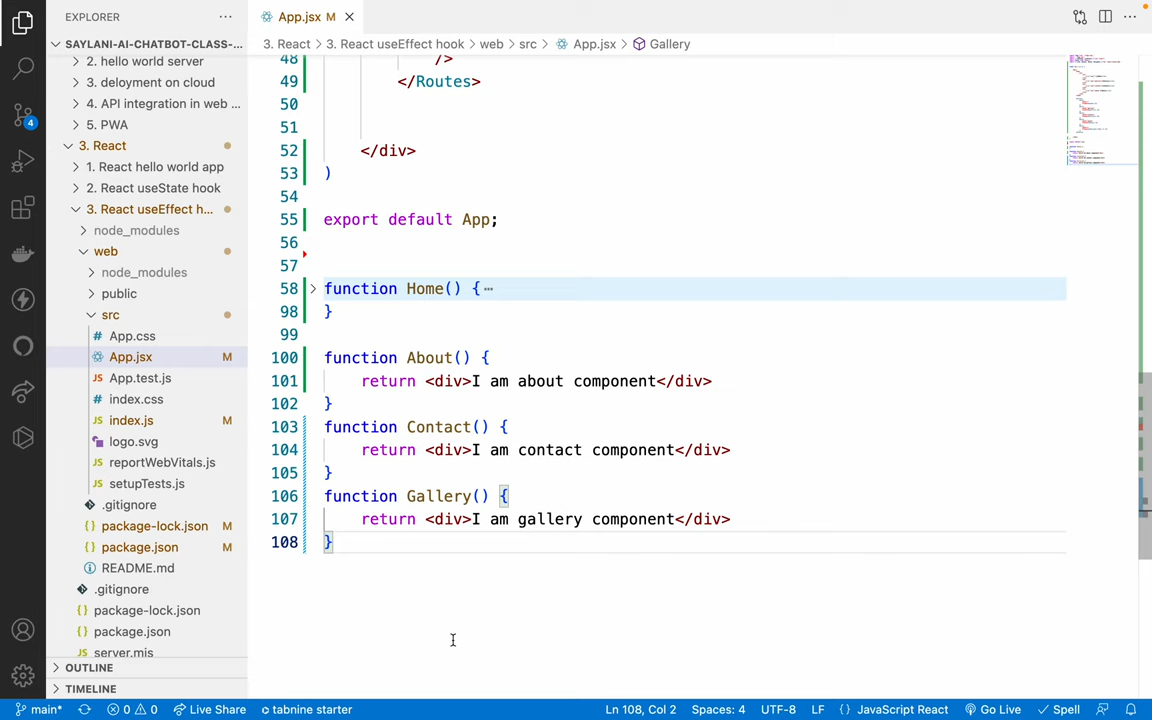 EXPLORER
SAYLANI-AI-CHATBOT-CLASS-...
2. hello world server
3. deloyment on cloud
4. API integration in web ...
5. PWA
3. React
1. React hello world app
2. React useState hook
3. React useEffect h...
node_modules
web
node_modules
public
src
# App.css
App.jsx M
JS App.test.js
# index.css
JS index.js M
logo.svg
JS reportWebVitals.js
JS setupTests.js
.gitignore
{} package-lock.json M
{} package.json M
README.md
.gitignore
{} package-lock.json
{} package.json
JS server.mjs
OUTLINE
TIMELINE
4
App.jsx M
3. React > 3. React useEffect hook > web > src > App.jsx > Gallery
48 />
49 </Routes>
50
51
52 </div>
53 )
54
55 export default App;
56
57
58 function Home() {
98 }
99
100 function About() {
101 return <div>I am about component</div>
102 }
103 function Contact() {
104 return <div>I am contact component</div>
105 }
106 function Gallery() {
107 return <div>I am gallery component</div>
108 }
main* 0 0 Live Share tabnine starter Ln 108, Col 2 Spaces: 4 UTF-8 LF {} JavaScript React Go Live Spell